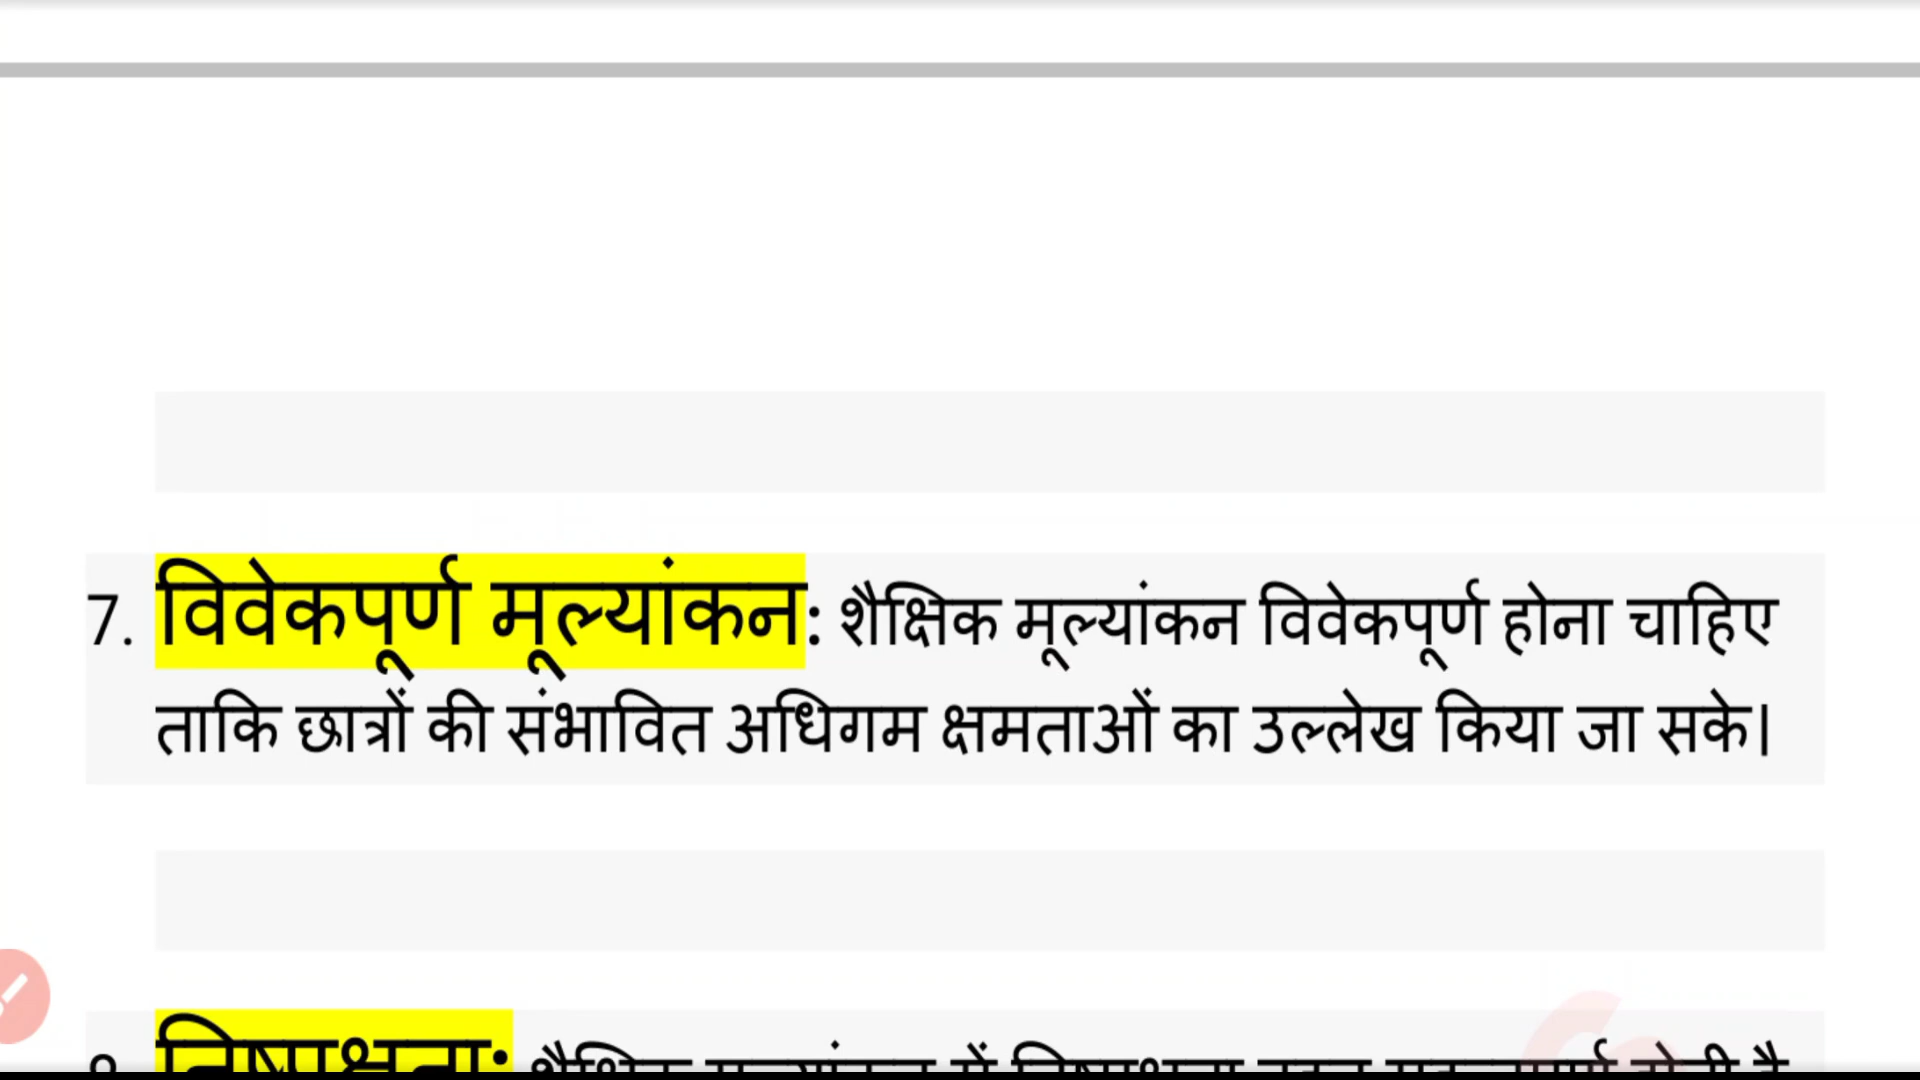 7. विवेकपूर्ण मूल्यांकन: शैक्षिक मूल्यांकन विवेकपूर्ण होना चाहिए
ताकि छात्रों की संभावित अधिगम क्षमताओं का उल्लेख किया जा सके|